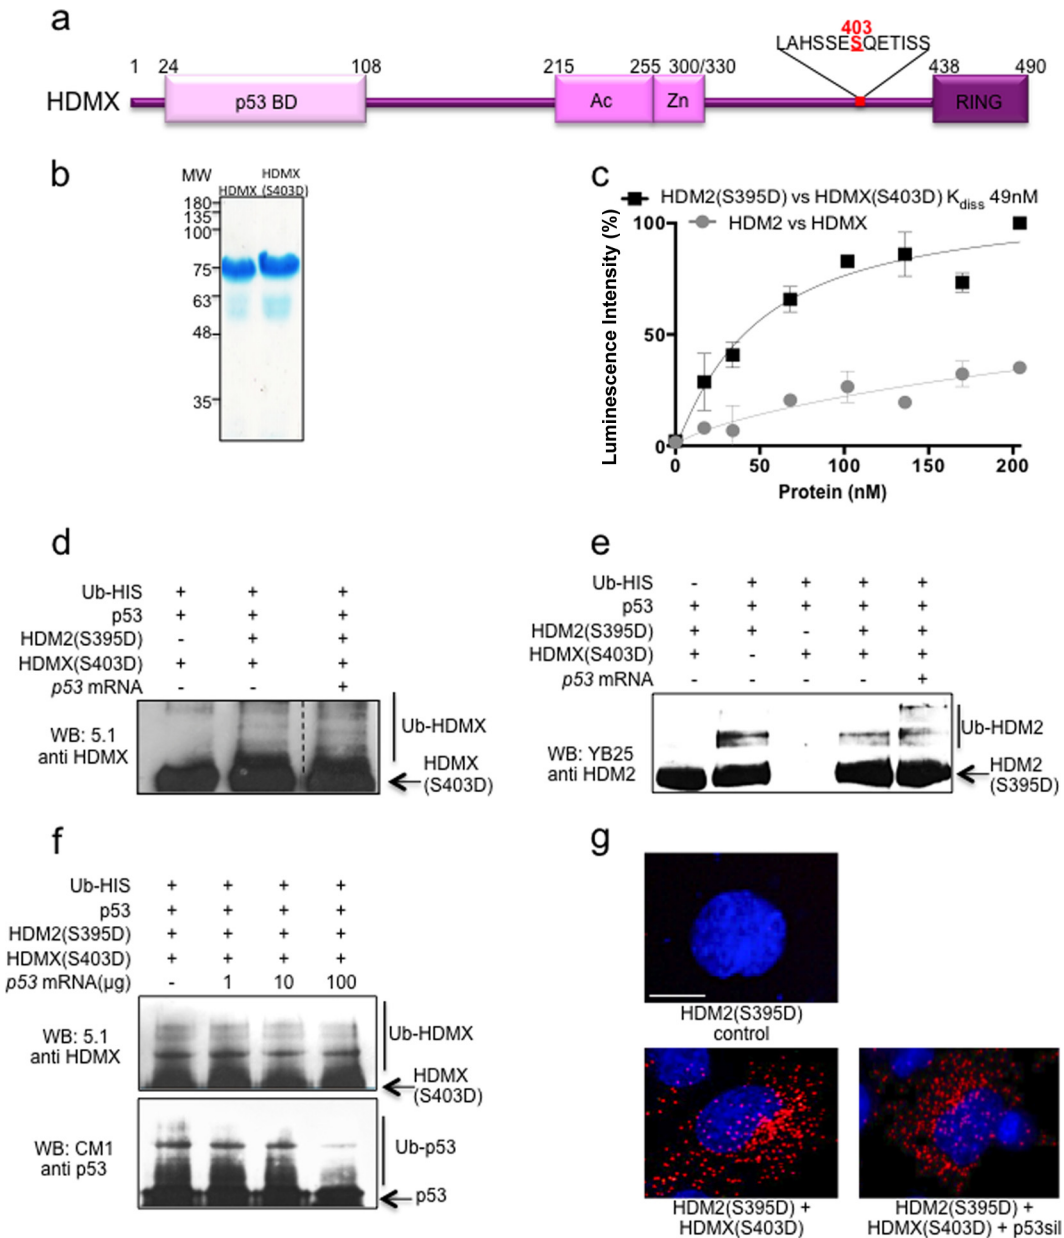 a
403
LAHSSESQETISS
1 24 108 215 255 300/330 438 490
HDMX p53 BD Ac Zn RING
b
MW HDMX HDMX
(S403D)
180
135
100
75
63
48
35
c
HDM2(S395D) vs HDMX(S403D) Kdiss 49nM
HDM2 vs HDMX
Luminescence Intensity (%)
100
50
0
0 50 100 150 200
Protein (nM)
d
Ub-HIS + + +
p53 + + +
HDM2(S395D) - + +
HDMX(S403D) + + +
p53 mRNA - - +
WB: 5.1
anti HDMX
Ub-HDMX
HDMX
(S403D)
e
Ub-HIS - + + + +
p53 + + + + +
HDM2(S395D) + + - + +
HDMX(S403D) + - + + +
p53 mRNA - - - - +
WB: YB25
anti HDM2
Ub-HDM2
HDM2
(S395D)
f
Ub-HIS + + + +
p53 + + + +
HDM2(S395D) + + + +
HDMX(S403D) + + + +
p53 mRNA(µg) - 1 10 100
WB: 5.1
anti HDMX
Ub-HDMX
HDMX
(S403D)
WB: CM1
anti p53
Ub-p53
p53
g
HDM2(S395D)
control
HDM2(S395D) +
HDMX(S403D)
HDM2(S395D) +
HDMX(S403D) + p53sil